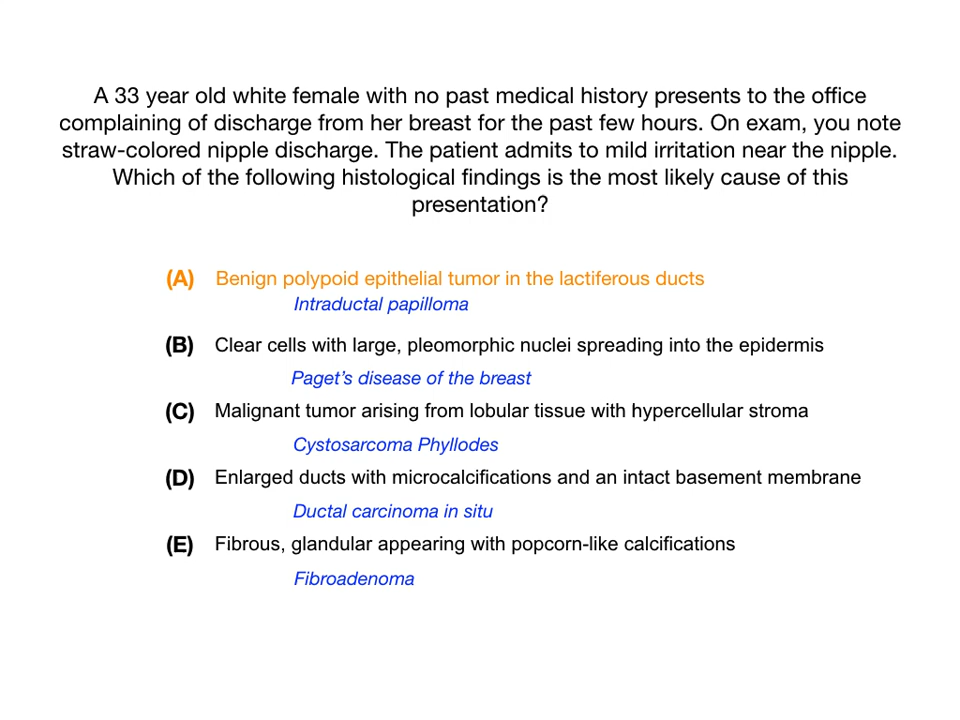 A 33 year old white female with no past medical history presents to the office
complaining of discharge from her breast for the past few hours. On exam, you note
straw-colored nipple discharge. The patient admits to mild irritation near the nipple.
Which of the following histological findings is the most likely cause of this
presentation?
(A) Benign polypoid epithelial tumor in the lactiferous ducts
Intraductal papilloma
(B) Clear cells with large, pleomorphic nuclei spreading into the epidermis
Paget's disease of the breast
(C) Malignant tumor arising from lobular tissue with hypercellular stroma
Cystosarcoma Phyllodes
(D) Enlarged ducts with microcalcifications and an intact basement membrane
Ductal carcinoma in situ
(E) Fibrous, glandular appearing with popcorn-like calcifications
Fibroadenoma